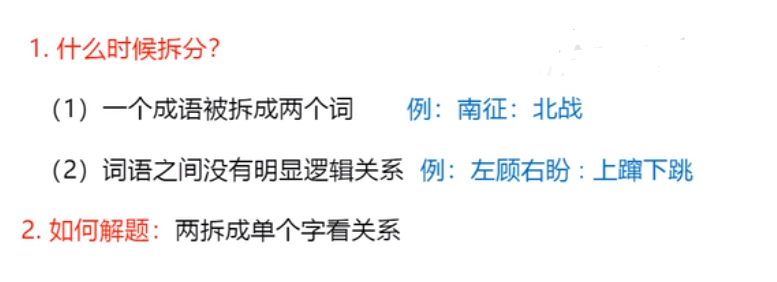 1. 什么时候拆分？
（1）一个成语被拆成两个词 例：南征：北战
（2）词语之间没有明显逻辑关系 例：左顾右盼：上蹿下跳
2. 如何解题：两拆成单个字看关系